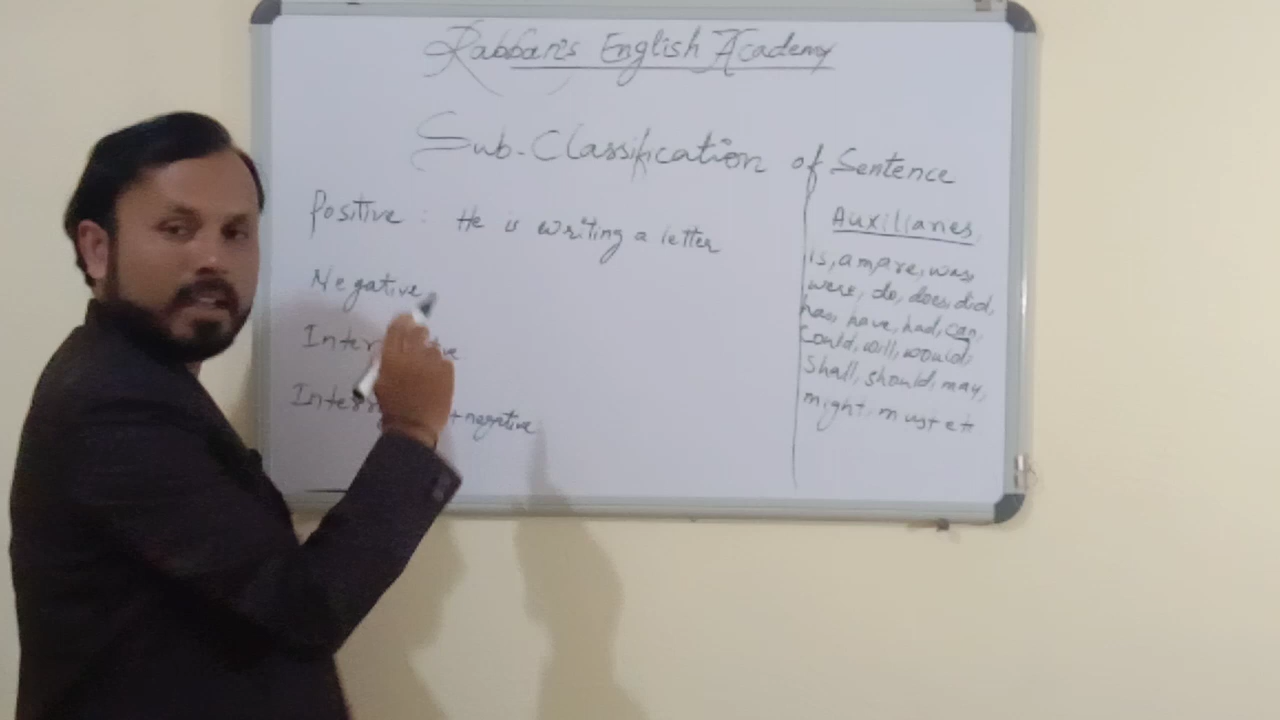 Rabban's English Academy
Sub-Classification of Sentence
Positive : He is writing a letter
Negative
+negative
Auxiliaries
is, am, are, was,
were, do, does, did,
has, have, had, can,
Could, will, would,
Shall, should, may,
might, must etc